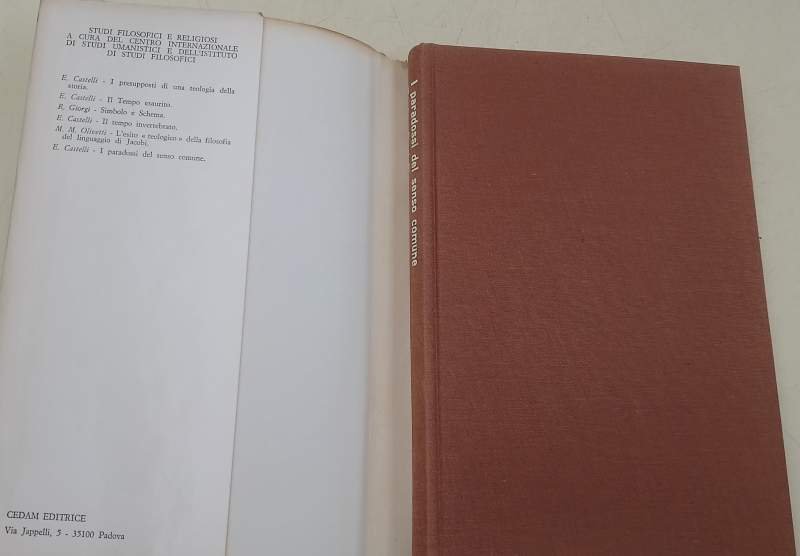 STUDI FILOSOFICI E RELIGIOSI
A CURA DEL CENTRO INTERNAZIONALE
DI STUDI UMANISTICI E DELL'ISTITUTO
DI STUDI FILOSOFICI
E. Castelli - I presupposti di una teologia della
storia.
E. Castelli - Il Tempo esaurito.
R. Giorgi - Simbolo e Schema.
E. Castelli - Il tempo invertebrato.
M. M. Olivetti - L'esito « teologico » della filosofia
del linguaggio di Jacobi.
E. Castelli - I paradossi del senso comune.
CEDAM EDITRICE
Via Jappelli, 5 - 35100 Padova
I paradossi del senso comune